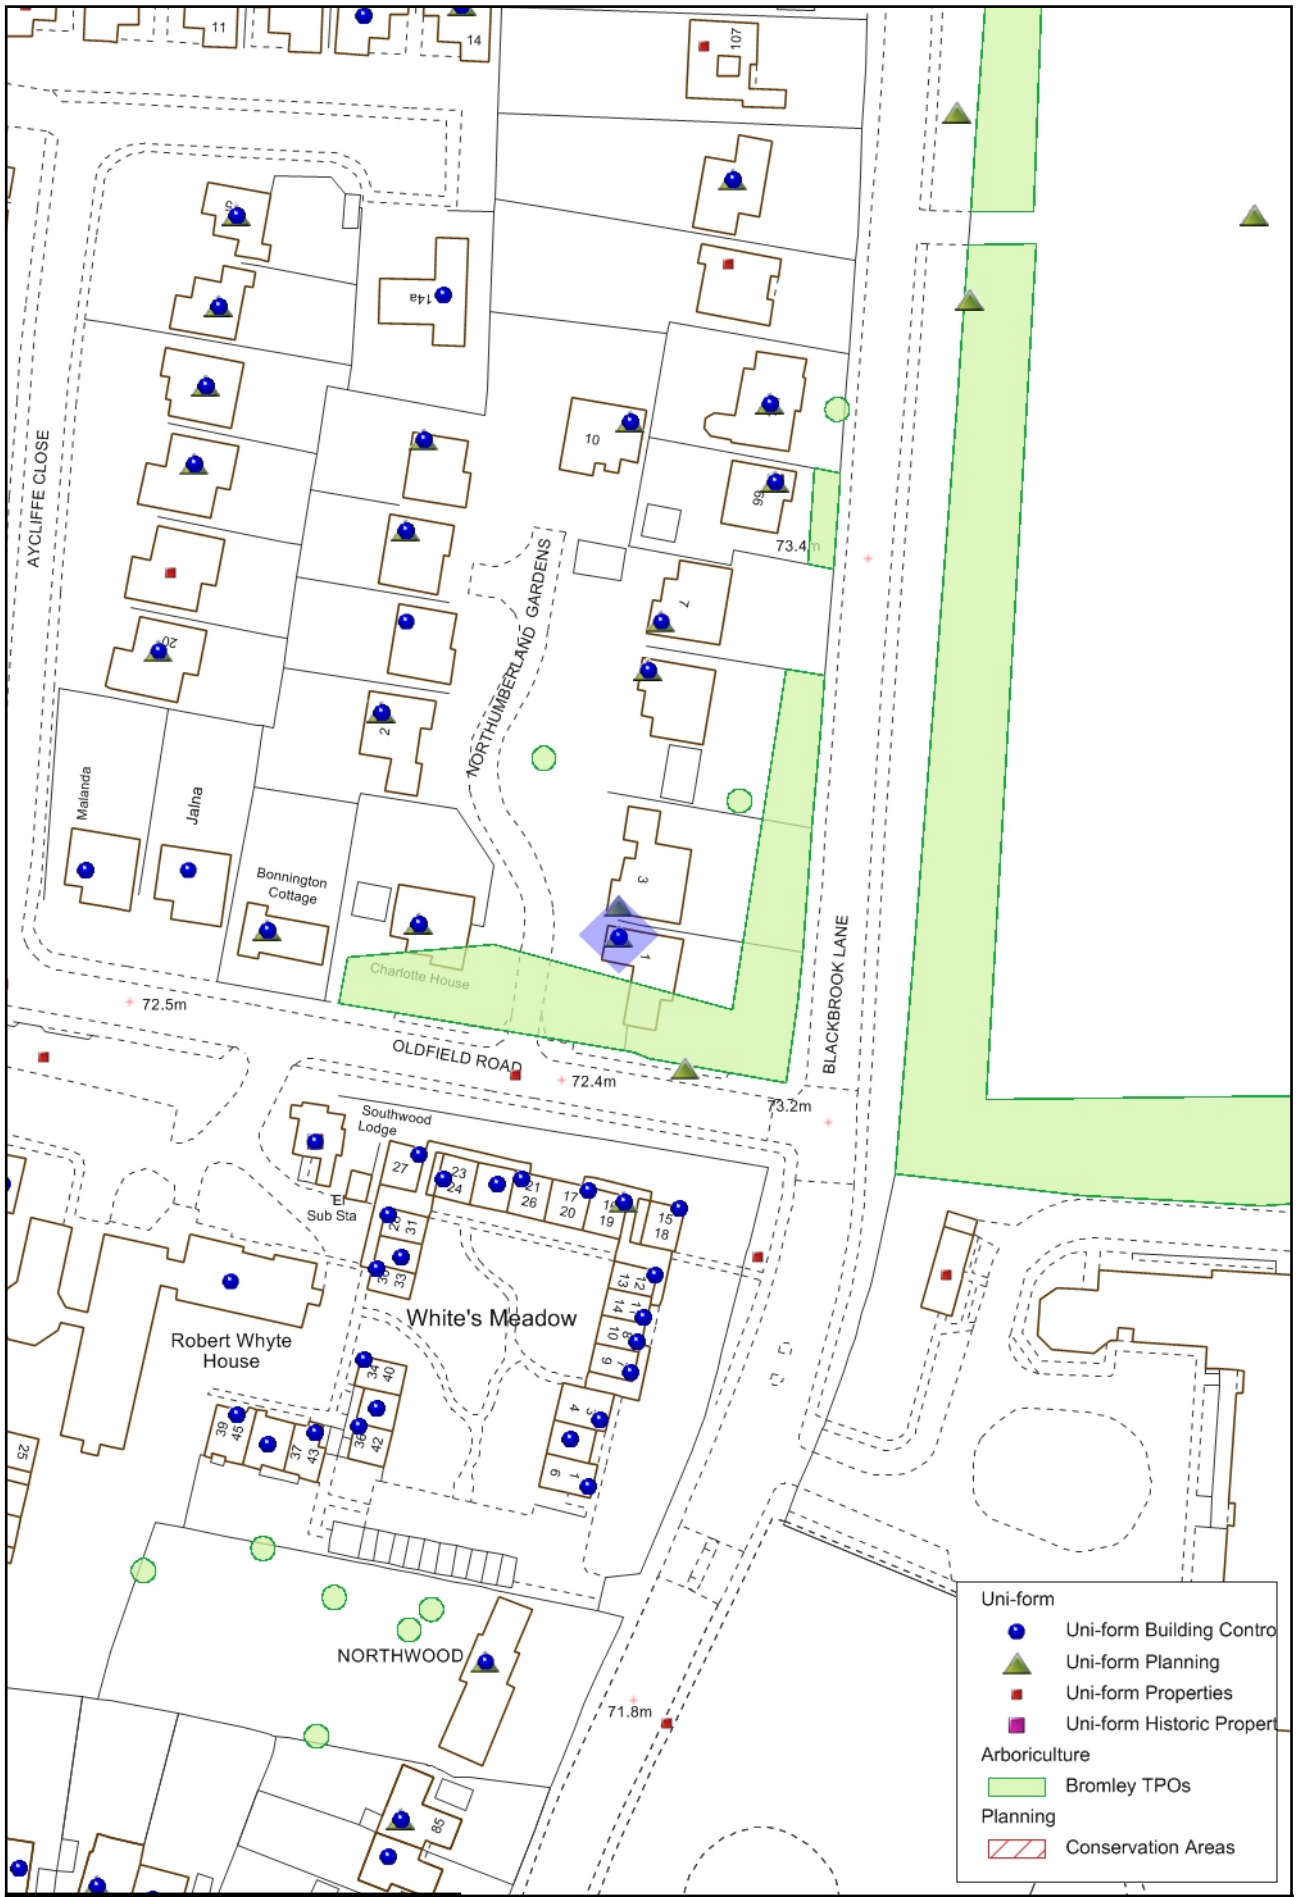 11
14
107
5
14a
10
99
73.4m
7
AYCLIFFE CLOSE
NORTHUMBERLAND GARDENS
20
2
Malanda
Jalna
Bonnington
Cottage
3
1
Charlotte House
BLACKBROOK LANE
72.5m
OLDFIELD ROAD
72.4m
73.2m
Southwood
Lodge
27
23
24
21
26
17
20
19
15
18
El
Sub Sta
31
33
12
13
14
10
9
White's Meadow
Robert Whyte
House
34
40
4
3
39
45
37
43
36
42
6
1
25
NORTHWOOD
71.8m
85
Uni-form
Uni-form Building Contro
Uni-form Planning
Uni-form Properties
Uni-form Historic Propert
Arboriculture
Bromley TPOs
Planning
Conservation Areas